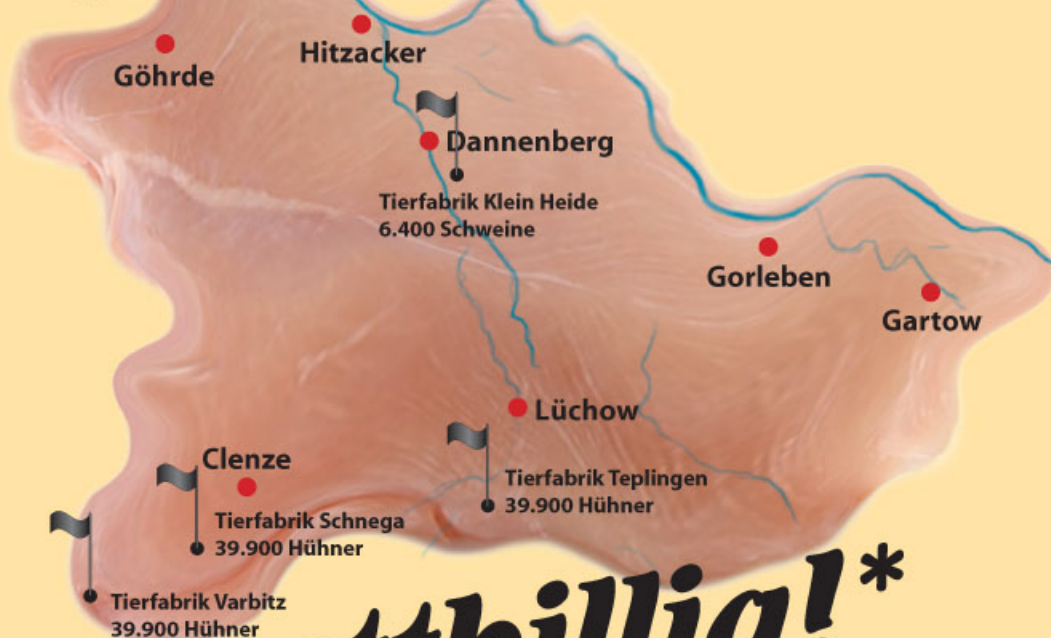 Hitzacker
Göhrde
Dannenberg
Tierfabrik Klein Heide
6.400 Schweine
Gorleben
Gartow
Lüchow
Clenze
Tierfabrik Teplingen
39.900 Hühner
Tierfabrik Schnega
39.900 Hühner
Tierfabrik Varbitz
39.900 Hühner